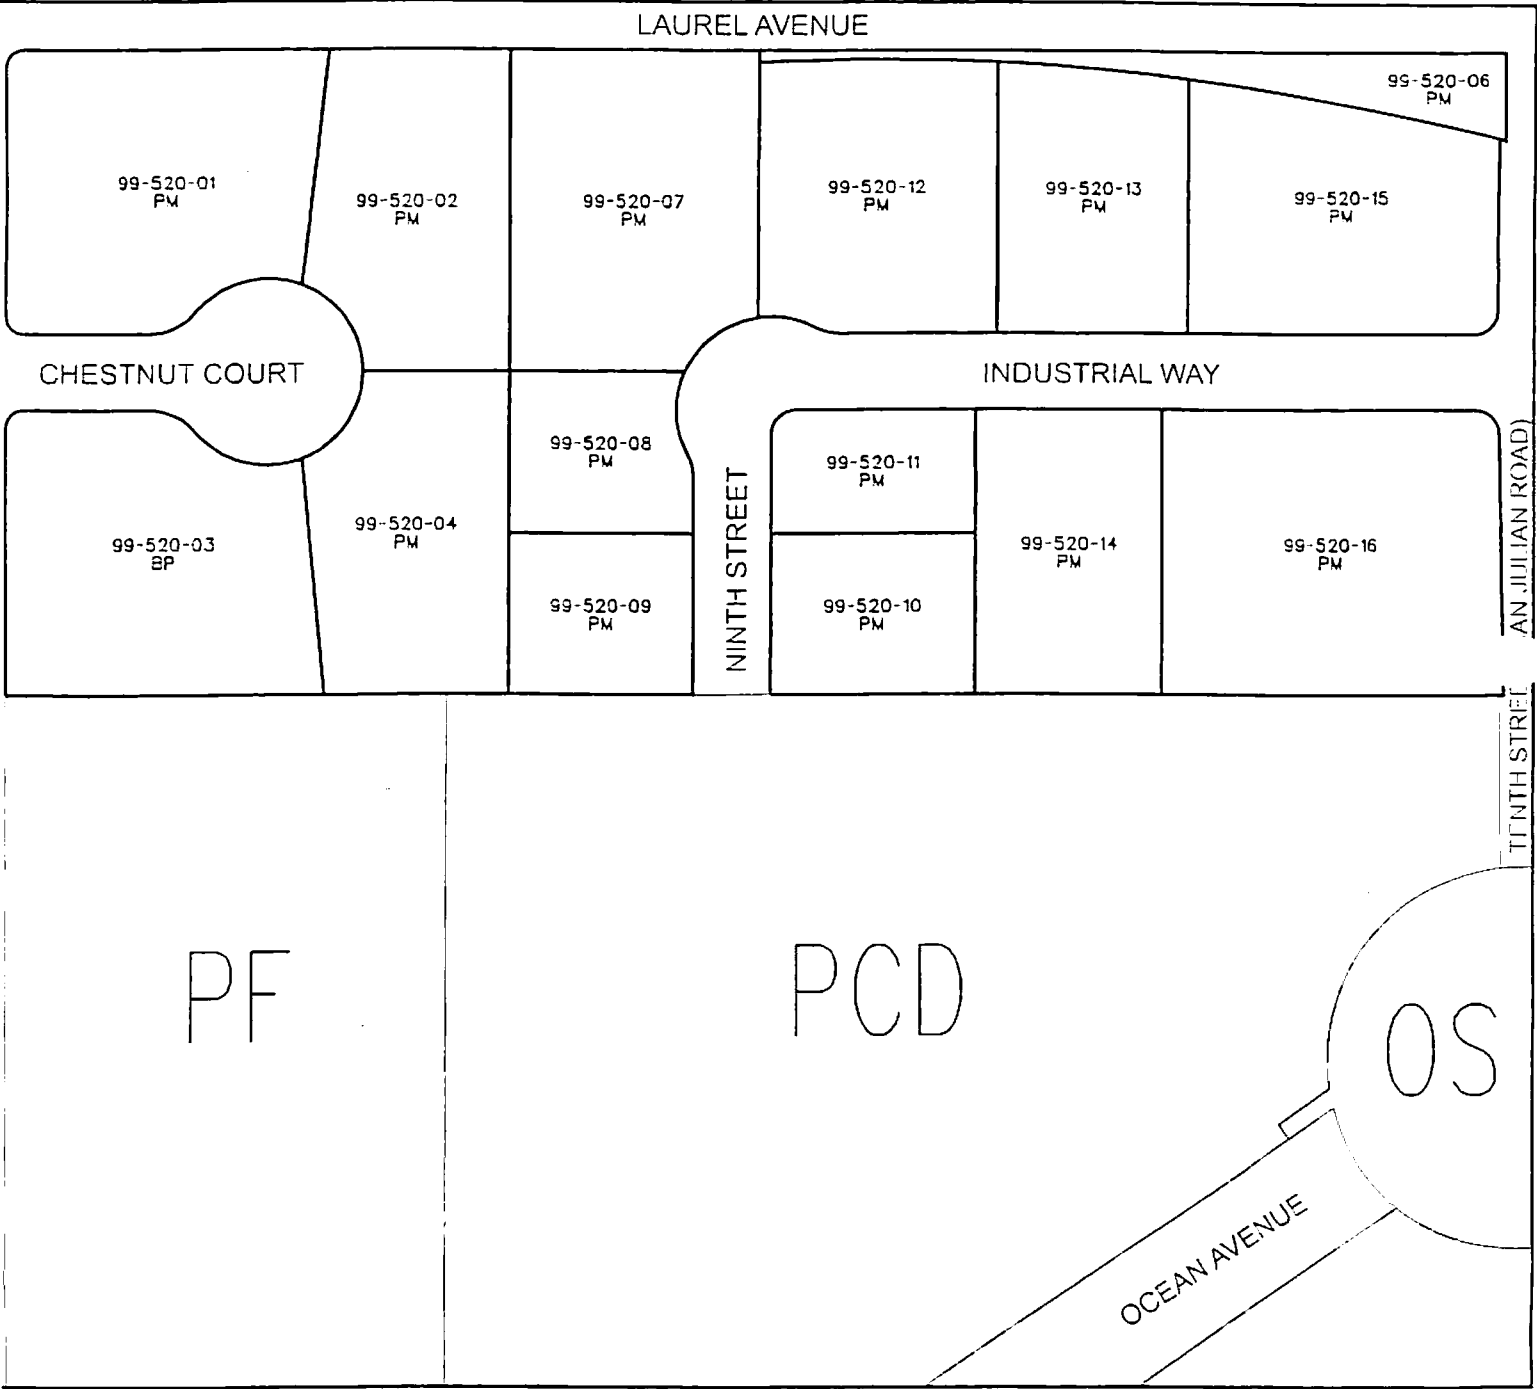 LAUREL AVENUE
99-520-06
PM
99-520-01
PM
99-520-02
PM
99-520-07
PM
99-520-12
PM
99-520-13
PM
99-520-15
PM
CHESTNUT COURT
INDUSTRIAL WAY
99-520-08
PM
99-520-11
PM
99-520-03
BP
99-520-04
PM
99-520-14
PM
99-520-16
PM
99-520-09
PM
99-520-10
PM
NINTH STREET
TENTH STREE
AN JULIAN ROAD)
PF
PCD
OS
OCEAN AVENUE